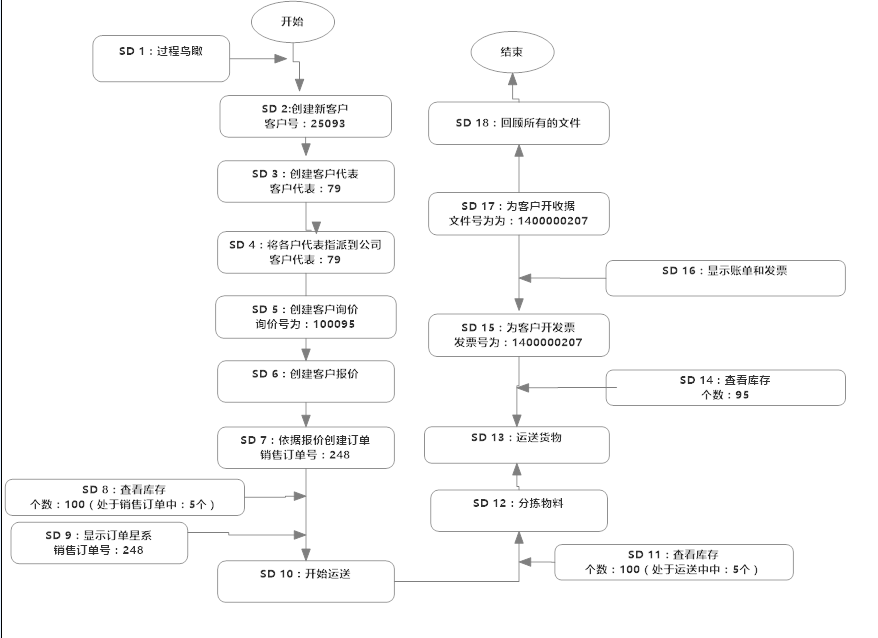 开始
SD 1：过程鸟瞰
SD 2:创建新客户
客户号：25093
SD 3：创建客户代表
客户代表：79
SD 4：将各户代表指派到公司
客户代表：79
SD 5：创建客户询价
询价号为：100095
SD 6：创建客户报价
SD 7：依据报价创建订单
销售订单号：248
SD 8：查看库存
个数：100（处于销售订单中：5个）
SD 9：显示订单星系
销售订单号：248
SD 10：开始运送
SD 11：查看库存
个数：100（处于运送中中：5个）
SD 12：分拣物料
SD 13：运送货物
SD 14：查看库存
个数：95
SD 15：为客户开发票
发票号为：1400000207
SD 16：显示账单和发票
SD 17：为客户开收据
文件号为为：1400000207
SD 18：回顾所有的文件
结束